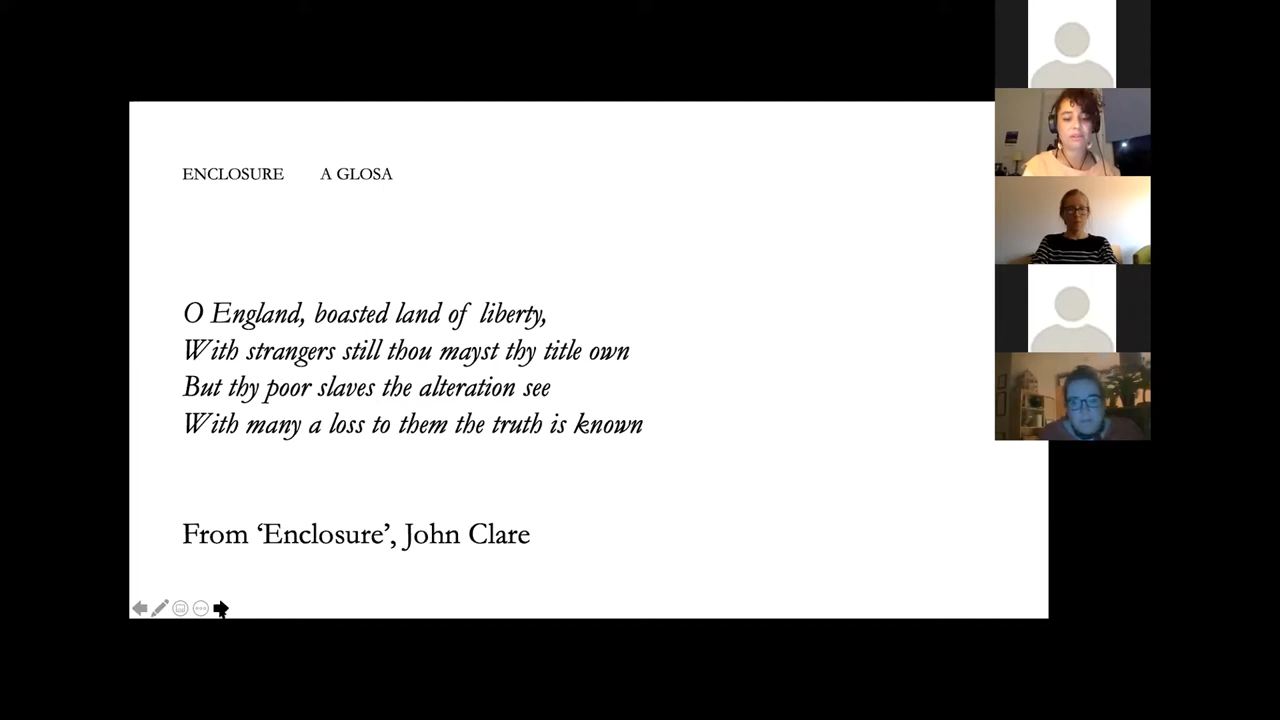 ENCLOSURE A GLOSA
O England, boasted land of liberty,
With strangers still thou mayst thy title own
But thy poor slaves the alteration see
With many a loss to them the truth is known
From ‘Enclosure’, John Clare